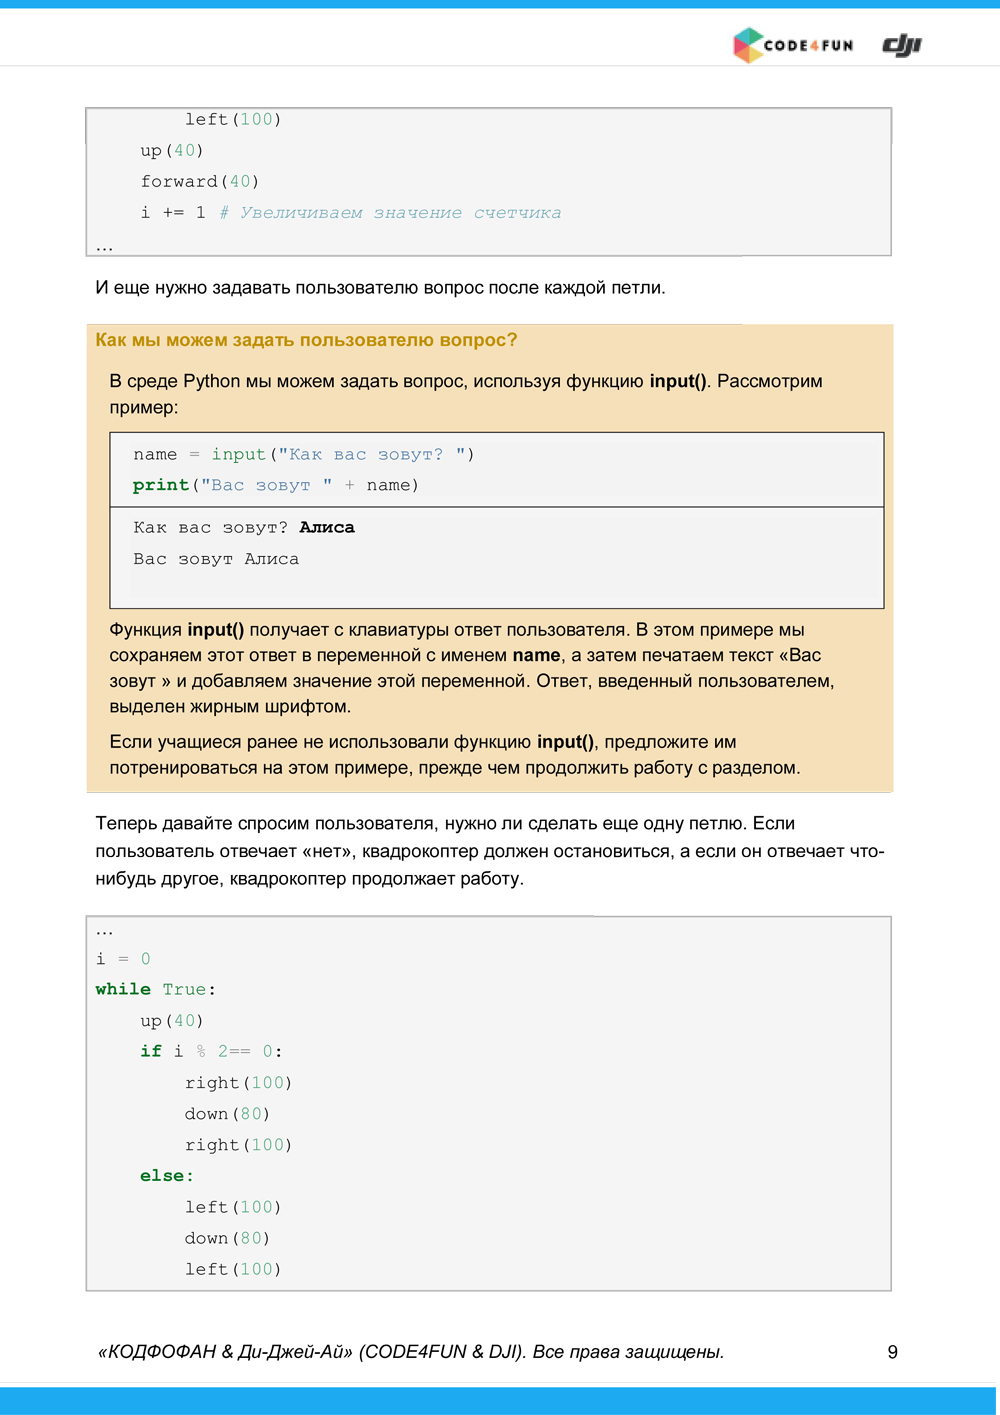 CODE4FUN dji
left(100)
up(40)
forward(40)
i += 1 # Увеличиваем значение счетчика
...
И еще нужно задавать пользователю вопрос после каждой петли.
Как мы можем задать пользователю вопрос?
В среде Python мы можем задать вопрос, используя функцию input(). Рассмотрим
пример:
name = input("Как вас зовут? ")
print("Вас зовут " + name)
Как вас зовут? Алиса
Вас зовут Алиса
Функция input() получает с клавиатуры ответ пользователя. В этом примере мы
сохраняем этот ответ в переменной с именем name, а затем печатаем текст «Вас
зовут » и добавляем значение этой переменной. Ответ, введенный пользователем,
выделен жирным шрифтом.
Если учащиеся ранее не использовали функцию input(), предложите им
потренироваться на этом примере, прежде чем продолжить работу с разделом.
Теперь давайте спросим пользователя, нужно ли сделать еще одну петлю. Если
пользователь отвечает «нет», квадрокоптер должен остановиться, а если он отвечает что-
нибудь другое, квадрокоптер продолжает работу.
...
i = 0
while True:
up(40)
if i % 2== 0:
right(100)
down(80)
right(100)
else:
left(100)
down(80)
left(100)
«КОДФОФАН & Ди-Джей-Ай» (CODE4FUN & DJI). Все права защищены. 9